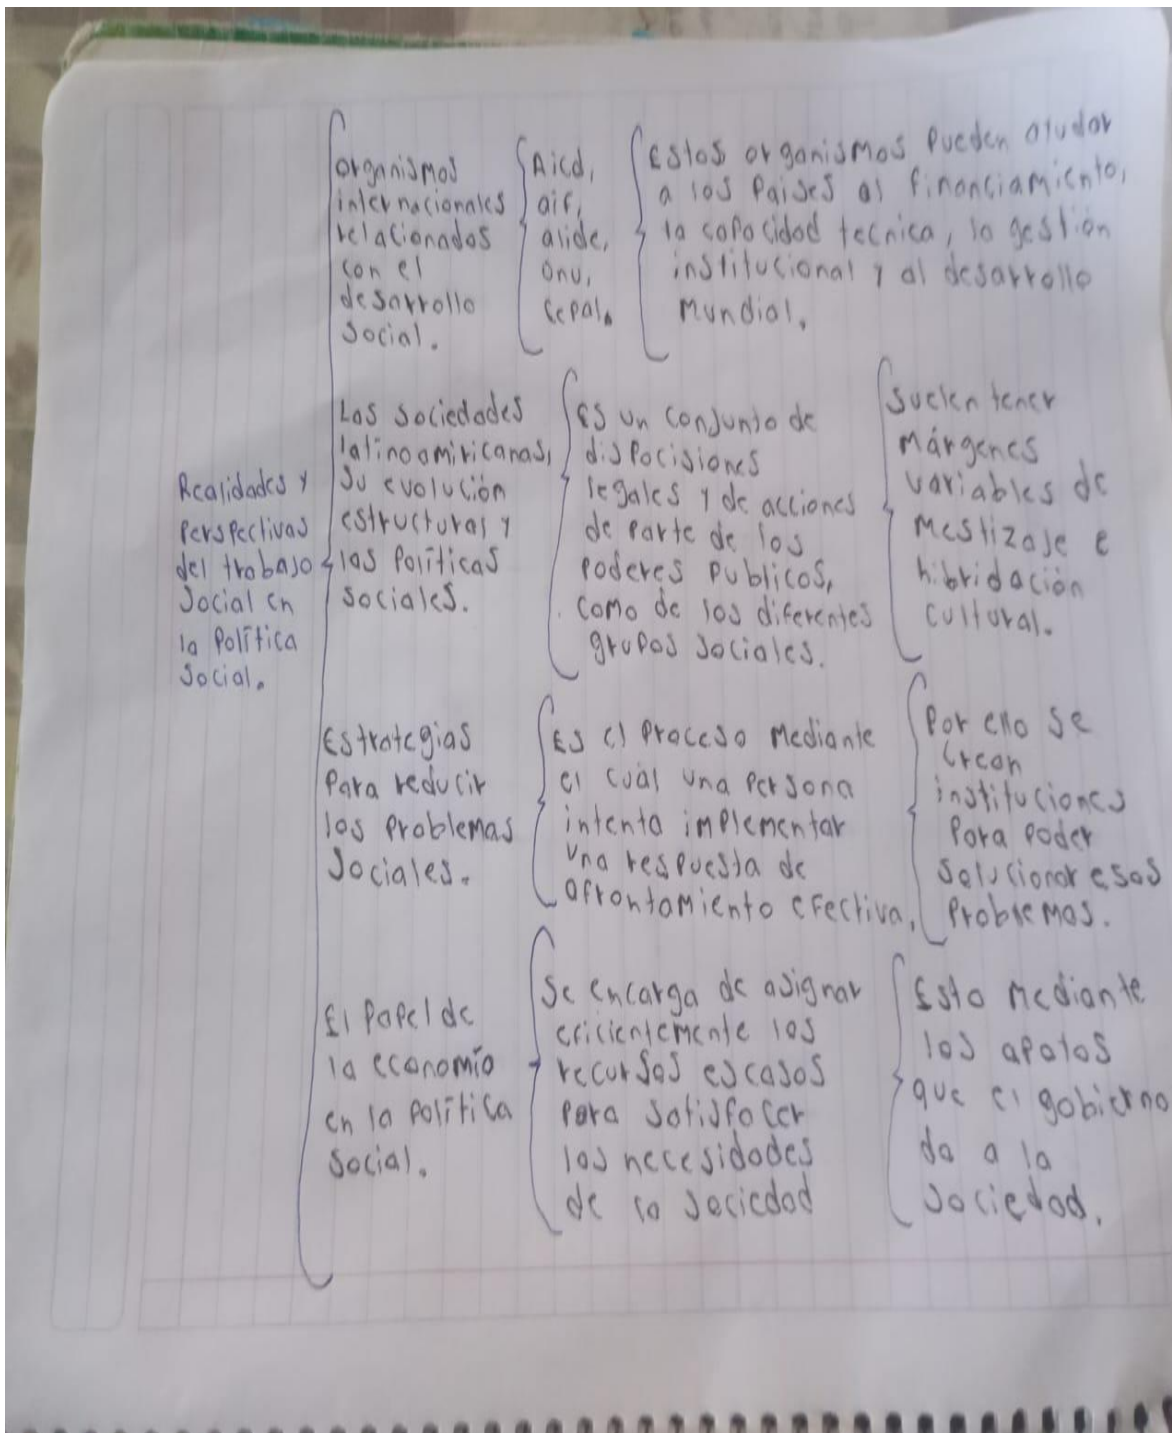 Realidades y
Perspectivas
del trabajo
Social en
la Política
Social.
organismos
internacionales
relacionados
con el
desarrollo
Social.
Aicd,
aif,
alide,
onu,
cepal.
Estos organismos Pueden atudar
a los Paises al financiamiento,
la capacidad tecnica, la gestión
institucional y al desarrollo
Mundial.
Las sociedades
latinoamiricanas,
Su evolución
estructural y
las Políticas
sociales.
Es un conjunto de
dispocisiones
legales y de acciones
de parte de los
Poderes Publicos,
como de los diferentes
grupos sociales.
Suelen tener
Márgenes
variables de
Mestizaje e
hibridación
cultural.
Estrategias
Para reducir
los Problemas
Sociales.
Es el Proceso Mediante
el cuál una Persona
intenta implementar
una respuesta de
afrontamiento efectiva,
Por ello se
crean
instituciones
Para poder
Solucionar esos
Problemas.
El Papel de
la economía
en la Política
Social.
Se encarga de asignar
eficientemente los
recursos escasos
Para Satisfacer
las necesidades
de la Sociedad
Esto Mediante
los apotos
que el gobierno
da a la
Sociedad.